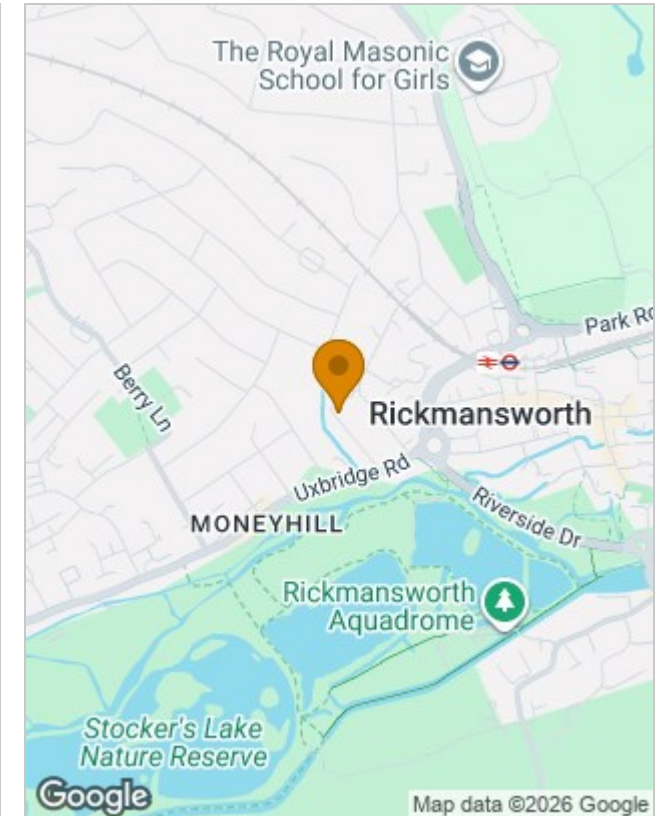 The Royal Masonic
School for Girls
Park Ro
Berry Ln
Rickmansworth
Uxbridge Rd
MONEYHILL
Riverside Dr
Rickmansworth
Aquadrome
Stocker's Lake
Nature Reserve
Google
Map data ©2026 Google